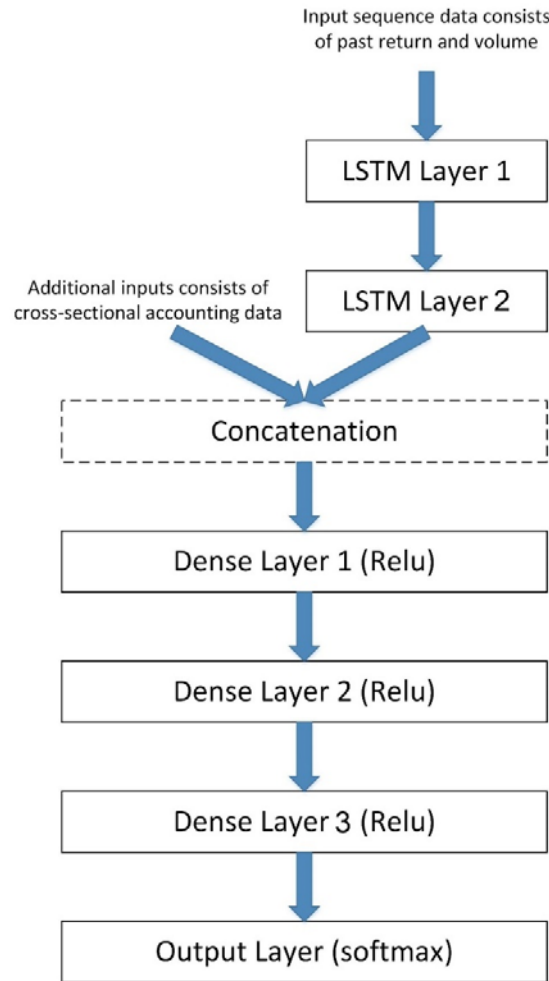 Input sequence data consists
of past return and volume
LSTM Layer 1
LSTM Layer 2
Additional inputs consists of
cross-sectional accounting data
Concatenation
Dense Layer 1 (Relu)
Dense Layer 2 (Relu)
Dense Layer 3 (Relu)
Output Layer (softmax)